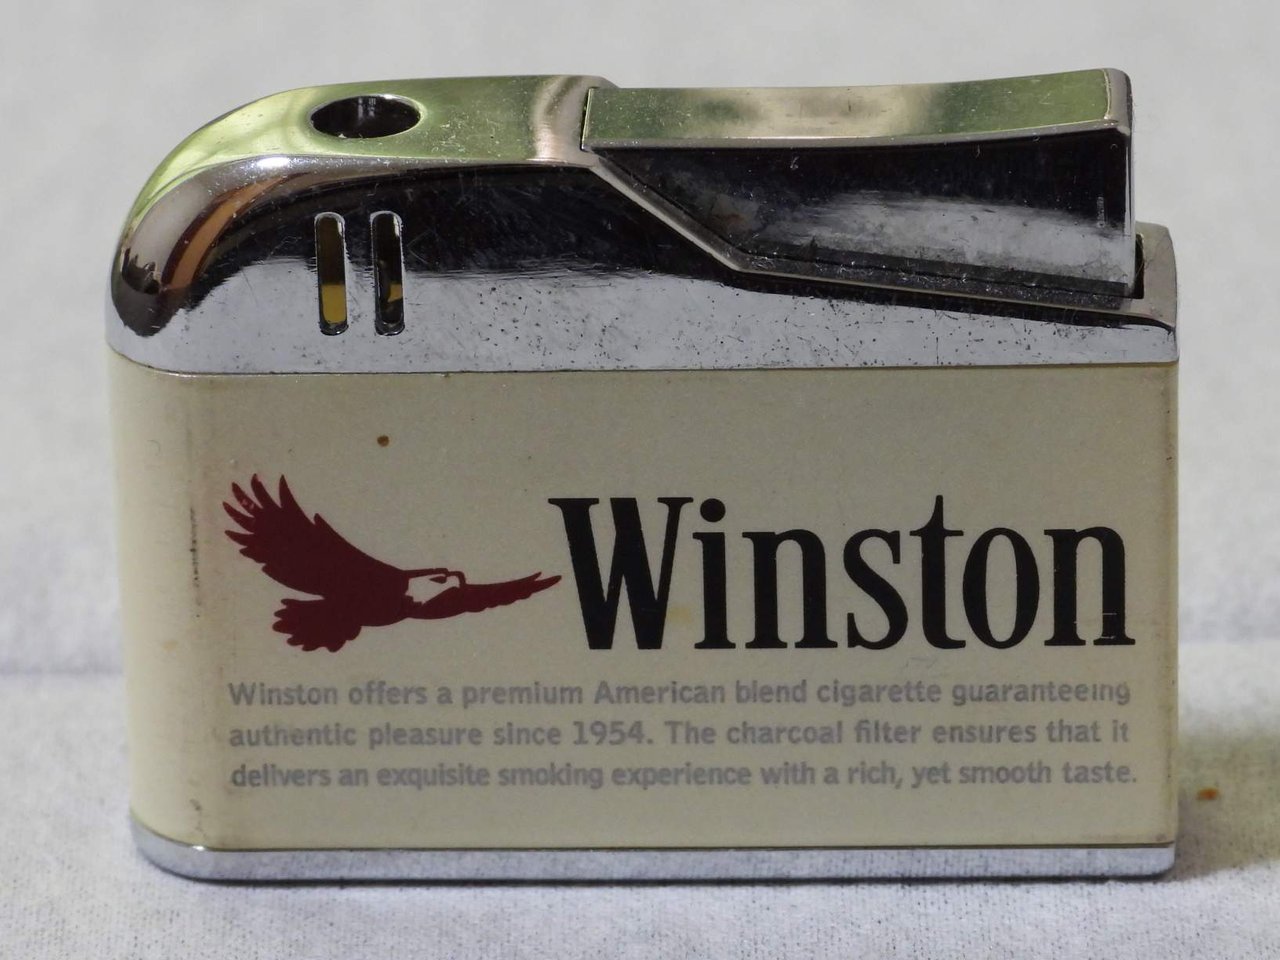 Winston
Winston offers a premium American blend cigarette guaranteeing
authentic pleasure since 1954. The charcoal filter ensures that it
delivers an exquisite smoking experience with a rich, yet smooth taste.